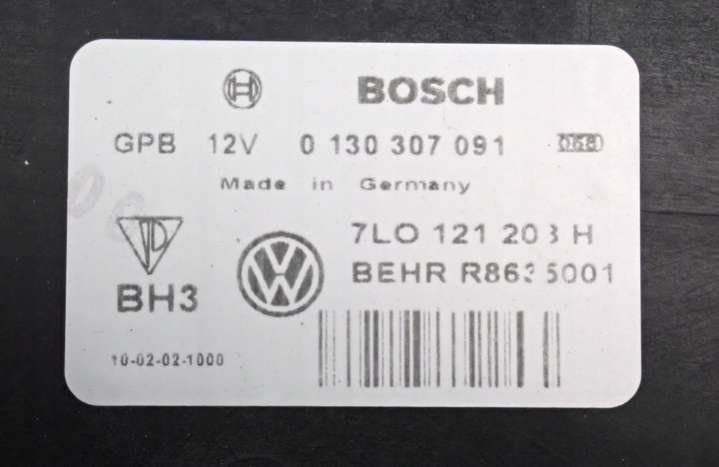 BOSCH
GPB 12V 0 130 307 091 068
Made in Germany
7LO 121 203 H
BEHR R8635001
BH3
10-02-02-1000